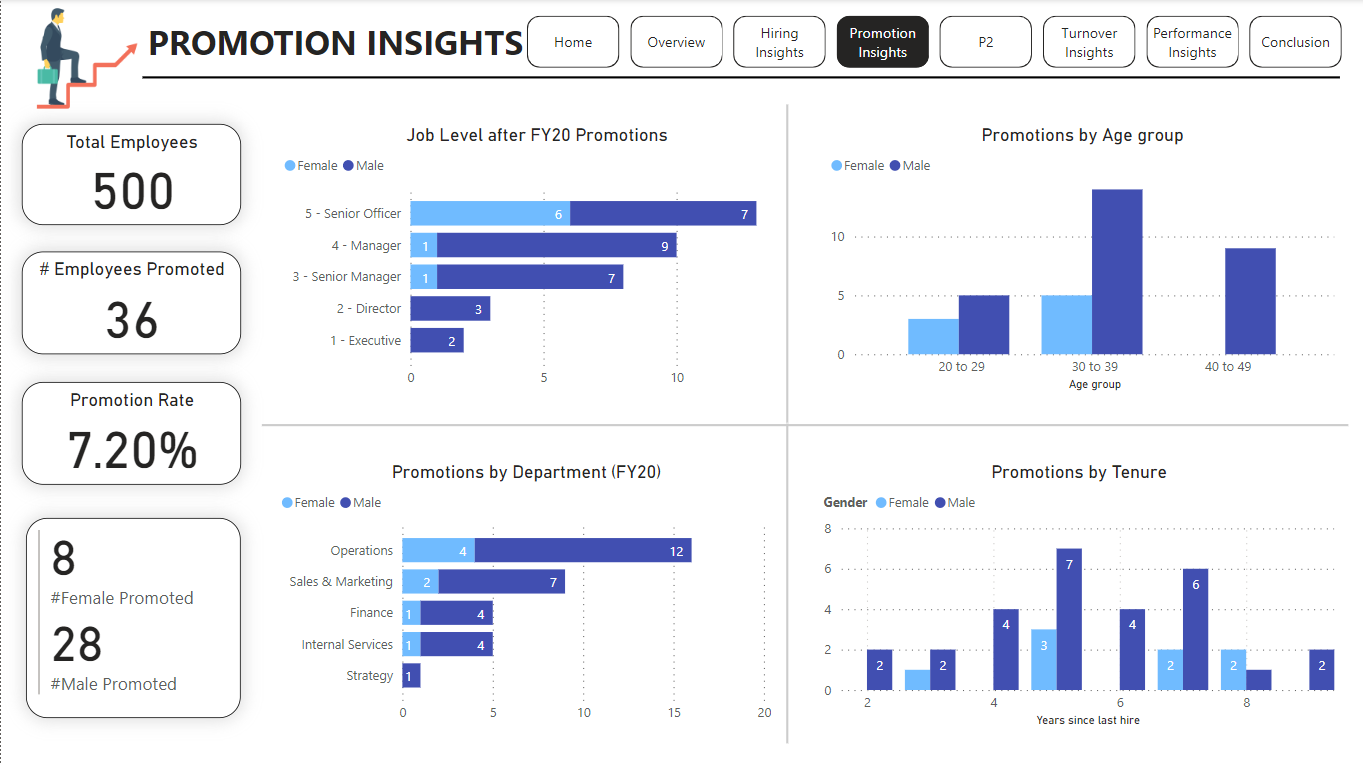 PROMOTION INSIGHTS
Home
Overview
Hiring
Insights
Promotion
Insights
P2
Turnover
Insights
Performance
Insights
Conclusion
Total Employees
500
# Employees Promoted
36
Promotion Rate
7.20%
8
#Female Promoted
28
#Male Promoted
Job Level after FY20 Promotions
Female Male
5 - Senior Officer 6 7
4 - Manager 1 9
3 - Senior Manager 1 7
2 - Director 3
1 - Executive 2
0 5 10
Promotions by Age group
Female Male
10
5
0
20 to 29 30 to 39 40 to 49
Age group
Promotions by Department (FY20)
Female Male
Operations 4 12
Sales & Marketing 2 7
Finance 1 4
Internal Services 1 4
Strategy 1
0 5 10 15 20
Promotions by Tenure
Gender Female Male
8
6
4
2
0
2 2 4 3 7 4 2 6 2 2
2 4 6 8
Years since last hire